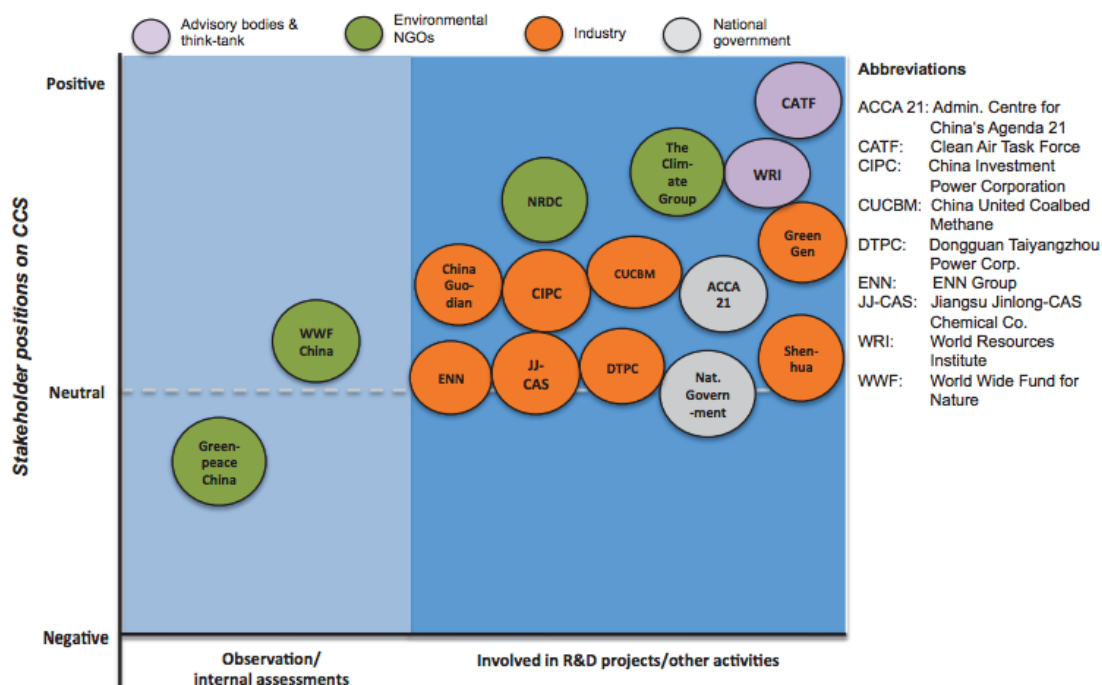 Advisory bodies &
think-tank
Environmental
NGOs
Industry
National
government
Stakeholder positions on CCS
Positive
Neutral
Negative
CATF
The
Clim-
ate
Group
WRI
NRDC
Green
Gen
China
Guo-
dian
CIPC
CUCBM
ACCA
21
WWF
China
ENN
JJ-
CAS
DTPC
Nat.
Govern
-ment
Shen-
hua
Green-
peace
China
Observation/
internal assessments
Involved in R&D projects/other activities
Abbreviations
ACCA 21: Admin. Centre for
China's Agenda 21
CATF: Clean Air Task Force
CIPC: China Investment
Power Corporation
CUCBM: China United Coalbed
Methane
DTPC: Dongguan Taiyangzhou
Power Corp.
ENN: ENN Group
JJ-CAS: Jiangsu Jinlong-CAS
Chemical Co.
WRI: World Resources
Institute
WWF: World Wide Fund for
Nature